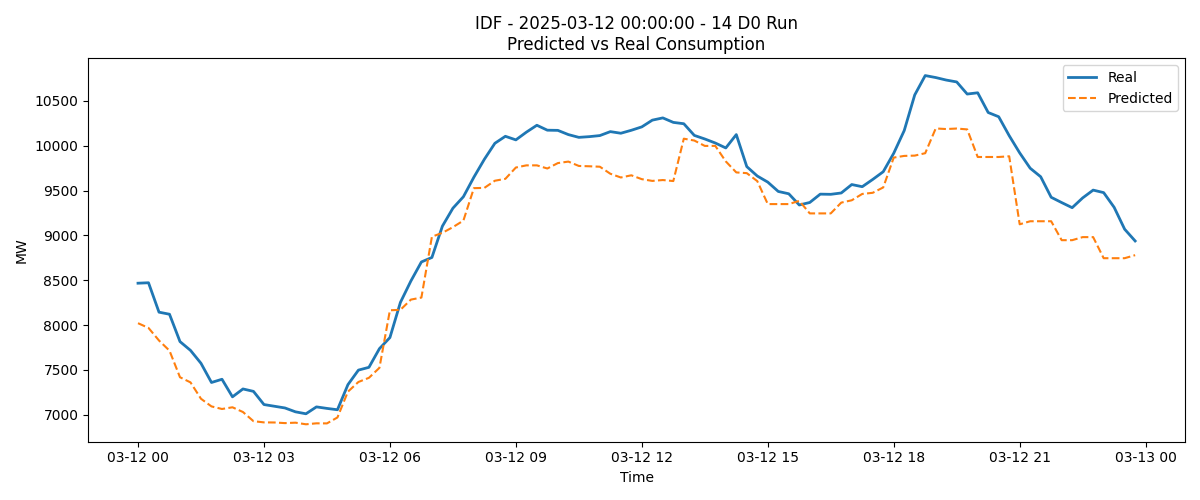 IDF - 2025-03-12 00:00:00 - 14 D0 Run
Predicted vs Real Consumption
Real
Predicted
MW
10500
10000
9500
9000
8500
8000
7500
7000
03-12 00
03-12 03
03-12 06
03-12 09
03-12 12
03-12 15
03-12 18
03-12 21
03-13 00
Time